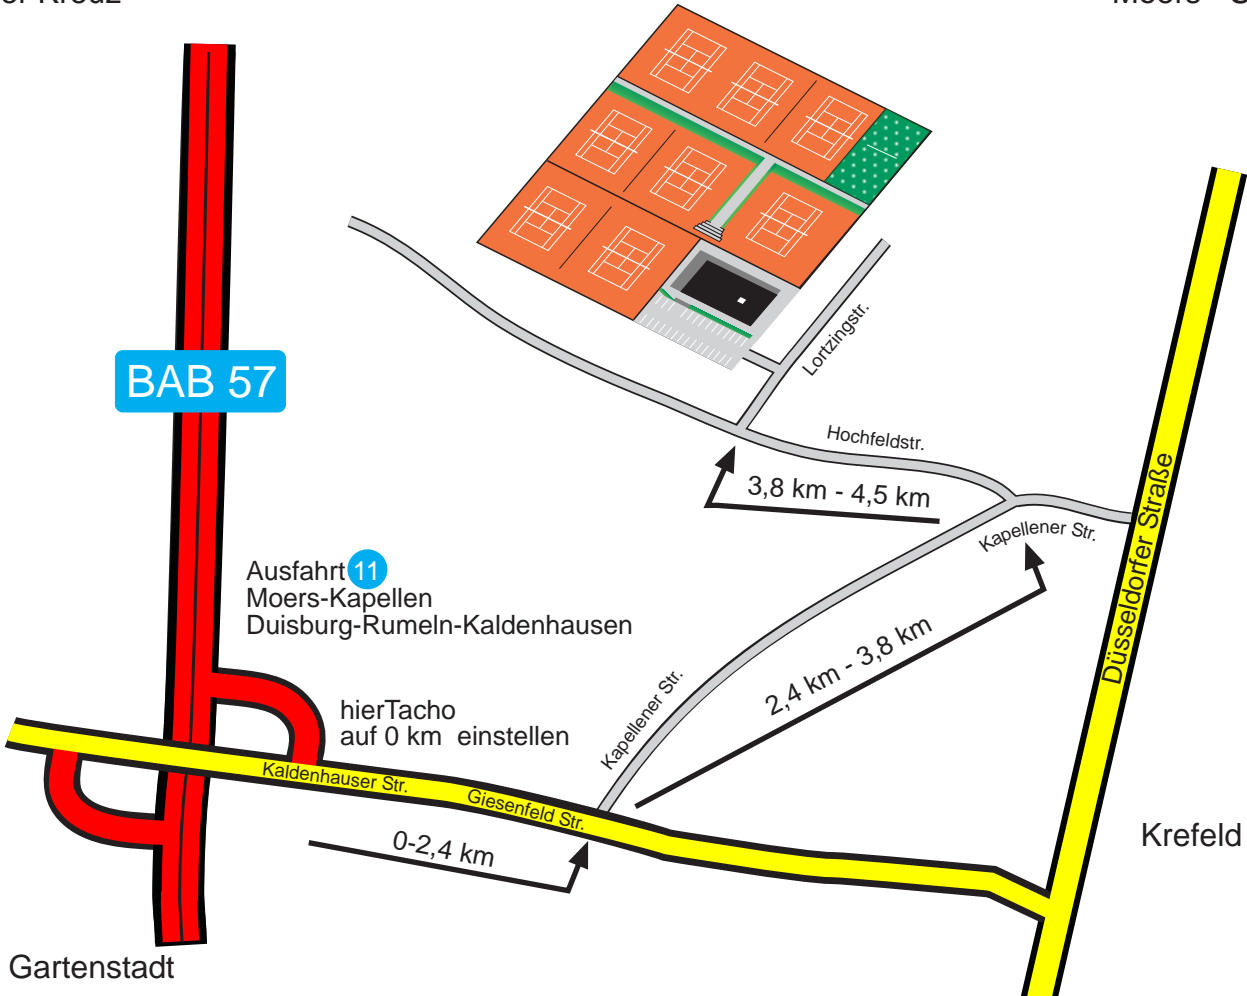 Lortzingstr.
BAB 57
Hochfeldstr.
3,8 km - 4,5 km
Kapellener Str.
Düsseldorfer Straße
Ausfahrt 11
Moers-Kapellen
Duisburg-Rumeln-Kaldenhausen
2,4 km - 3,8 km
Kapellener Str.
hierTacho
auf 0 km einstellen
Kaldenhauser Str.
Giesenfeld Str.
0-2,4 km
Krefeld
Gartenstadt